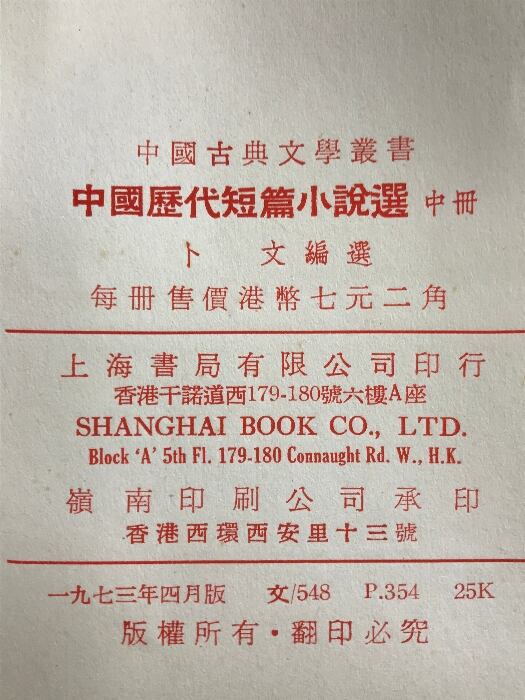 中國古典文學叢書
中國歷代短篇小說選 中冊
卜 文編選
每冊售價港幣七元二角
上海書局有限公司印行
香港干諾道西179-180號六樓A座
SHANGHAI BOOK CO., LTD.
Block 'A' 5th Fl. 179-180 Connaught Rd. W., H.K.
嶺南印刷公司承印
香港西環西安里十三號
一九七三年四月版 文/548 P.354 25K
版權所有·翻印必究